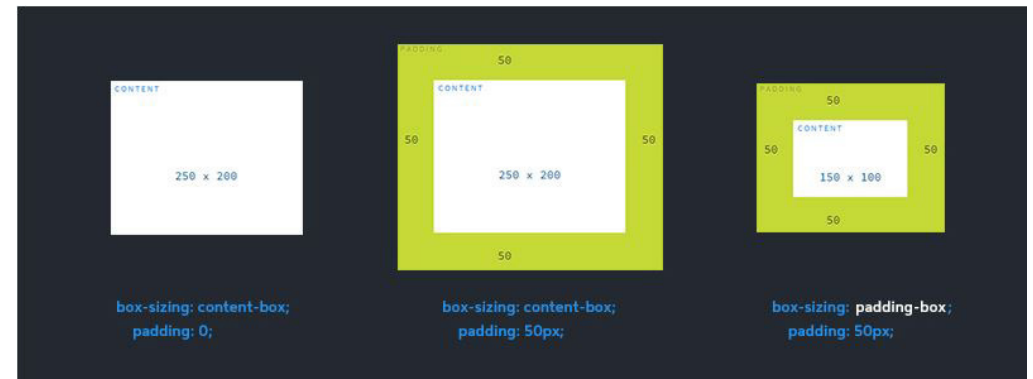 CONTENT
250 x 200
box-sizing: content-box;
padding: 0;
PADDING
50
CONTENT
50
50
250 x 200
50
box-sizing: content-box;
padding: 50px;
PADDING
50
CONTENT
50
50
150 x 100
50
box-sizing: padding-box;
padding: 50px;